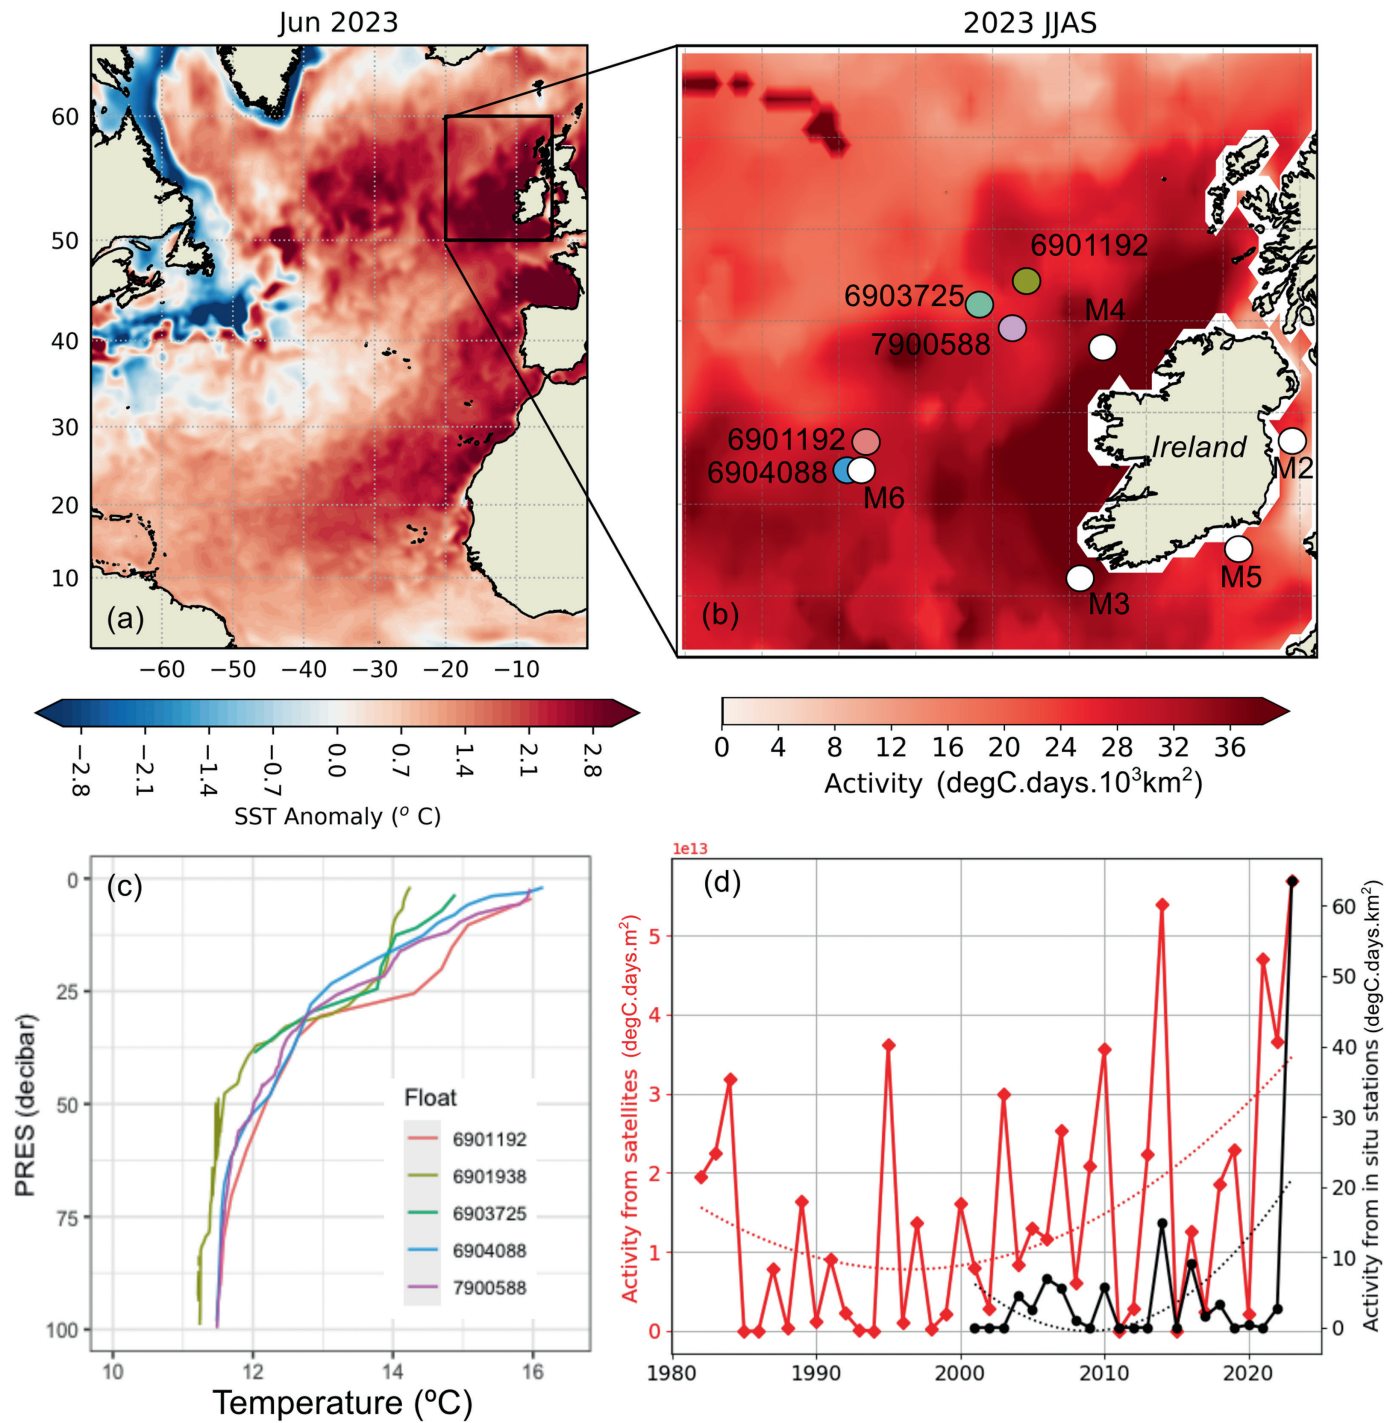 Jun 2023
2023 JJAS
60
50
40
30
20
10
(a)
−60 −50 −40 −30 −20 −10
−2.8 −2.1 −1.4 −0.7 0.0 0.7 1.4 2.1 2.8
SST Anomaly (° C)
6901192
6903725
M4
7900588
6901192
6904088
M6
Ireland
M2
M5
M3
(b)
0 4 8 12 16 20 24 28 32 36
Activity (degC.days.10³km²)
(c)
PRES (decibar)
0
25
50
75
100
Float
6901192
6901938
6903725
6904088
7900588
10 12 14 16
Temperature (ºC)
1e13
(d)
Activity from satellites (degC.days.m²)
5
4
3
2
1
0
60
50
40
30
20
10
0
Activity from in situ stations (degC.days.km²)
1980 1990 2000 2010 2020